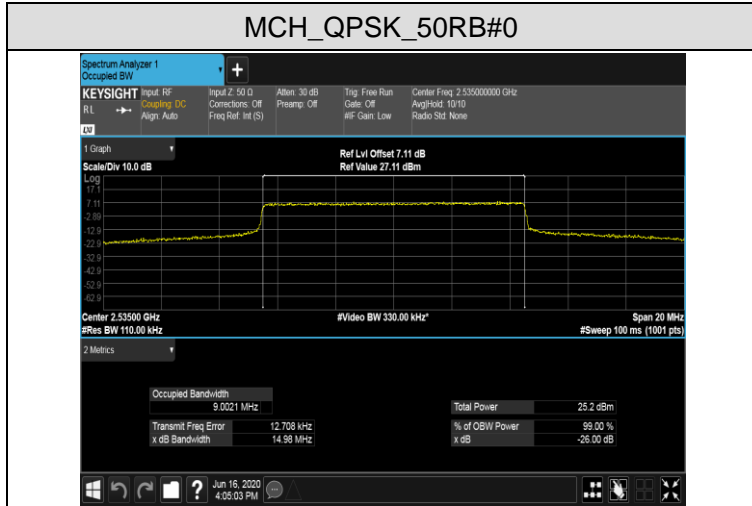 MCH_QPSK_50RB#0
Spectrum Analyzer 1
Occupied BW
+
KEYSIGHT Input: RF Input Z: 50 Ω Atten: 30 dB Trig: Free Run Center Freq: 2.535000000 GHz
RL Coupling: DC Corrections: Off Preamp: Off Gate: Off Avg|Hold: 10/10
Align: Auto Freq Ref: Int (S) #IF Gain: Low Radio Std: None
LXI
1 Graph Ref Lvl Offset 7.11 dB
Scale/Div 10.0 dB Ref Value 27.11 dBm
Log
17.1
7.11
-2.89
-12.9
-22.9
-32.9
-42.9
-52.9
-62.9
Center 2.53500 GHz #Video BW 330.00 kHz* Span 20 MHz
#Res BW 110.00 kHz #Sweep 100 ms (1001 pts)
2 Metrics
Occupied Bandwidth
9.0021 MHz Total Power 25.2 dBm
Transmit Freq Error 12.708 kHz % of OBW Power 99.00 %
x dB Bandwidth 14.98 MHz x dB -26.00 dB
? Jun 16, 2020
4:05:03 PM